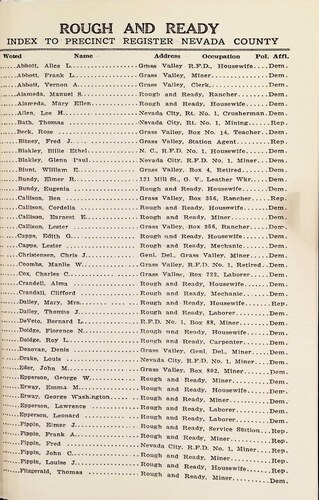 ROUGH AND READY
INDEX TO PRECINCT REGISTER NEVADA COUNTY
Voted Name Address Occupation Pol. Affl.
Abbott, Alice L. Grass Valley R.F.D., Housewife Dem.
Abbott, Frank L. Grass Valley, Miner Dem.
Abbott, Vernon A. Grass Valley, Clerk Dem.
Alameda, Manuel S. Rough and Ready, Rancher Dem.
Alameda, Mary Ellen Rough and Ready, Housewife Dem.
Allen, Lee H. Nevada City, Rt. No. 1, Crusherman Dem.
Bath, Thomas Nevada City, Rt. No. 1, Mining Rep.
Beck, Rose Grass Valley, Box No. 14, Teacher Dem.
Bitney, Fred J. Grass Valley, Station Agent Rep.
Blakley, Billie Ethel N. C., R.F.D. No. 1, Housewife Dem.
Blakley, Glenn Paul Nevada City, R.F.D. No. 1, Miner Dem.
Blunt, William E. Grass Valley, Box 4, Retired Dem.
Bundy, Elmer R. 121 Mill St., G. V., Leather Wkr. Dem.
Bundy, Eugenia Rough and Ready, Housewife Dem.
Callison, Ben Grass Valley, Box 356, Rancher Rep.
Callison, Cordelia Rough and Ready, Housewife Dem.
Callison, Earnest E. Rough and Ready, Miner Dem.
Callison, Lester Grass Valley, Box 356, Rancher Dem.
Capps, Edith G. Rough and Ready, Housewife Dem.
Capps, Lester Rough and Ready, Mechanic Dem.
Christensen, Chris J. Genl. Del., Grass Valley, Miner Dem.
Coombs, Manlie W. Grass Valley, R.F.D. No. 1, Retired Dem.
Cox, Charles C. Grass Valley, Box 722, Laborer Dem.
Crandall, Alma Rough and Ready, Housewife Dem.
Crandall, Clifford Rough and Ready, Mechanic Dem.
Dailey, Mary, Mrs. Rough and Ready, Housewife Rep.
Dailey, Thomas J. Rough and Ready, Laborer Dem.
DeVoto, Bernard L. R.F.D. No. 1, Box 88, Miner Dem.
Doidge, Florence N. Rough and Ready, Housewife Dem.
Doidge, Roy L. Rough and Ready, Carpenter Dem.
Donovan, Denis Grass Valley, Genl. Del., Miner Dem.
Drake, Louis Nevada City, R.F.D. No. 1, Miner Dem.
Eder, John M. Grass Valley, Box 802, Miner Dem.
Epperson, George W. Rough and Ready, Miner Dem.
Erway, Emma M. Rough and Ready, Housewife Dem.
Erway, George Washington Rough and Ready, Miner Dem.
Epperson, Lawrence Rough and Ready, Laborer Dem.
Epperson, Leonard Rough and Ready, Laborer Dem.
Fippin, Elmer J. Rough and Ready, Service Station Rep.
Fippin, Frank A. Rough and Ready, Miner Rep.
Fippin, Fred Nevada City, R.F.D. No. 1, Miner Dem.
Fippin, John C. Rough and Ready, Miner Rep.
Fippin, Louise J. Rough and Ready, Housewife Rep.
Fitzgerald, Thomas Rough and Ready, Miner Dem.